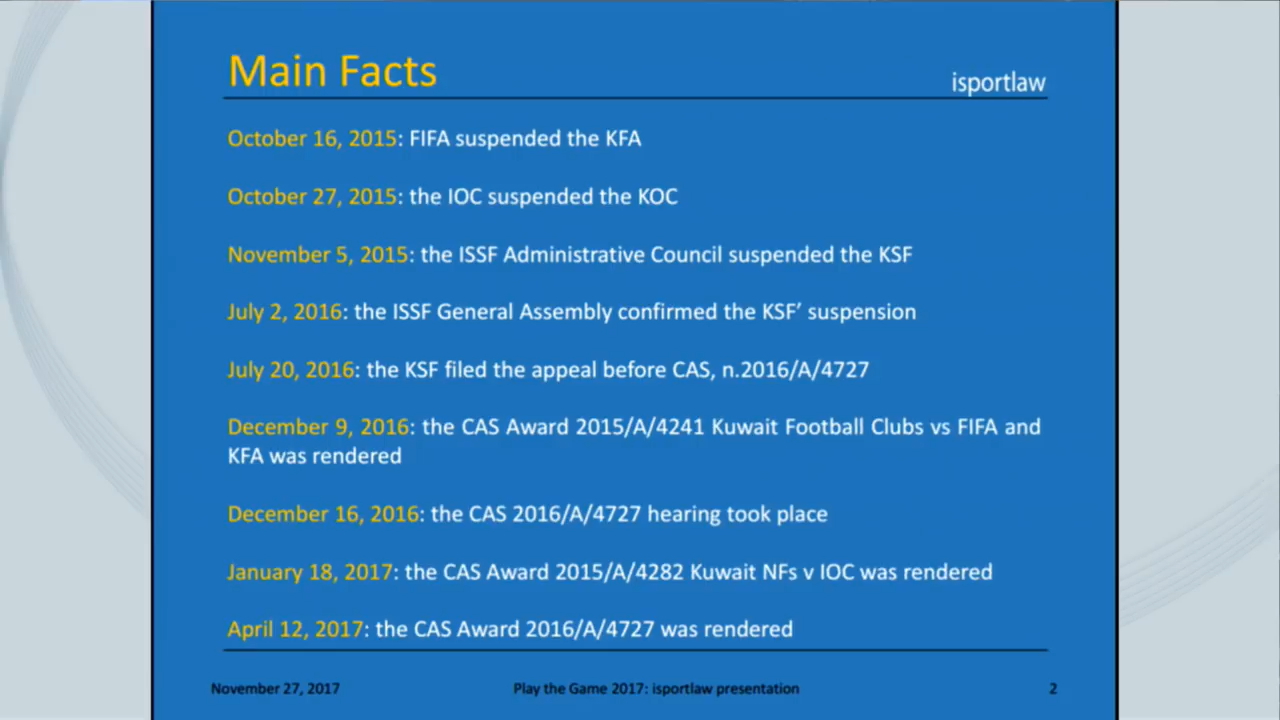 Main Facts
isportlaw
October 16, 2015: FIFA suspended the KFA
October 27, 2015: the IOC suspended the KOC
November 5, 2015: the ISSF Administrative Council suspended the KSF
July 2, 2016: the ISSF General Assembly confirmed the KSF’ suspension
July 20, 2016: the KSF filed the appeal before CAS, n.2016/A/4727
December 9, 2016: the CAS Award 2015/A/4241 Kuwait Football Clubs vs FIFA and
KFA was rendered
December 16, 2016: the CAS 2016/A/4727 hearing took place
January 18, 2017: the CAS Award 2015/A/4282 Kuwait NFs v IOC was rendered
April 12, 2017: the CAS Award 2016/A/4727 was rendered
November 27, 2017
Play the Game 2017: isportlaw presentation
2